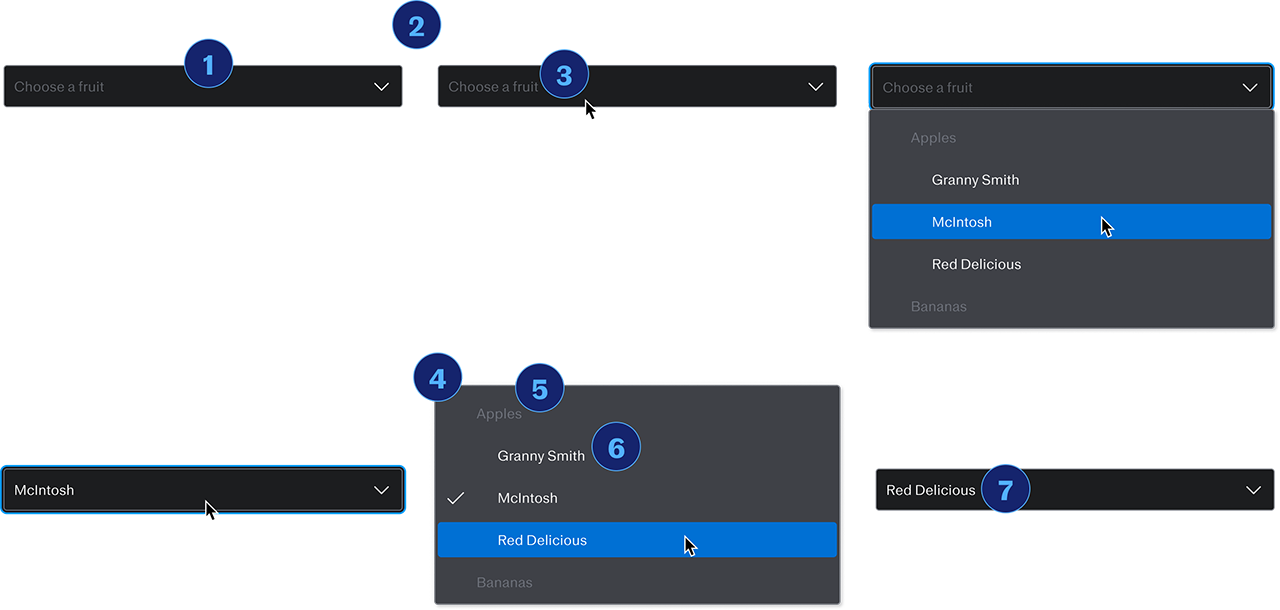 1
2
3
Choose a fruit
Choose a fruit
Choose a fruit
Apples
Granny Smith
McIntosh
Red Delicious
Bananas
McIntosh
4
5
Apples
6
Granny Smith
McIntosh
Red Delicious
Bananas
7
Red Delicious